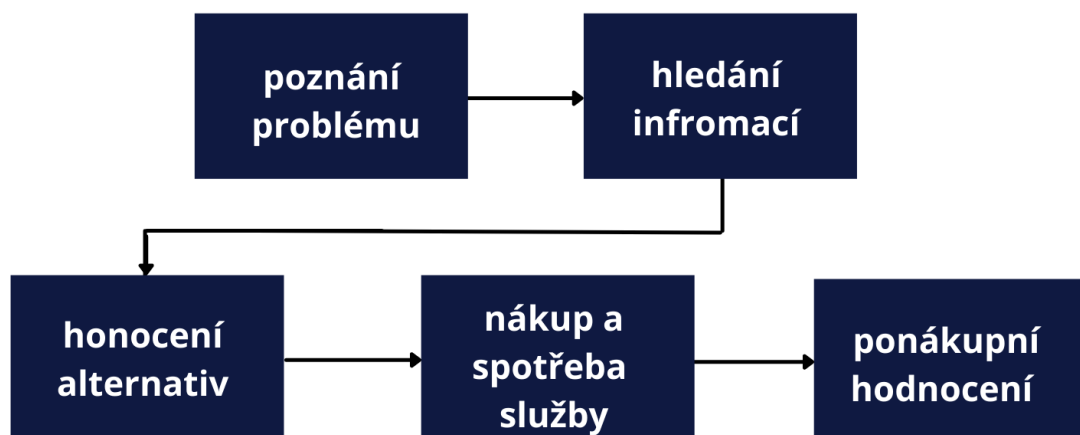 poznání
problému
hledání
infromací
honocení
alternativ
nákup a
spotřeba
služby
ponákupní
hodnocení